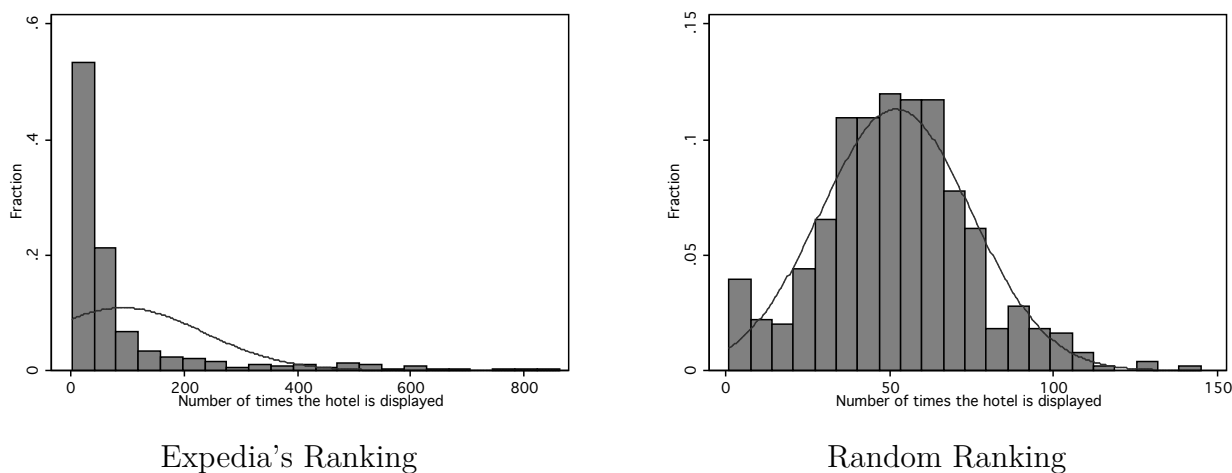 .6
.4
.2
0
Fraction
0 200 400 600 800
Number of times the hotel is displayed
Expedia's Ranking
.15
.1
.05
0
Fraction
0 50 100 150
Number of times the hotel is displayed
Random Ranking